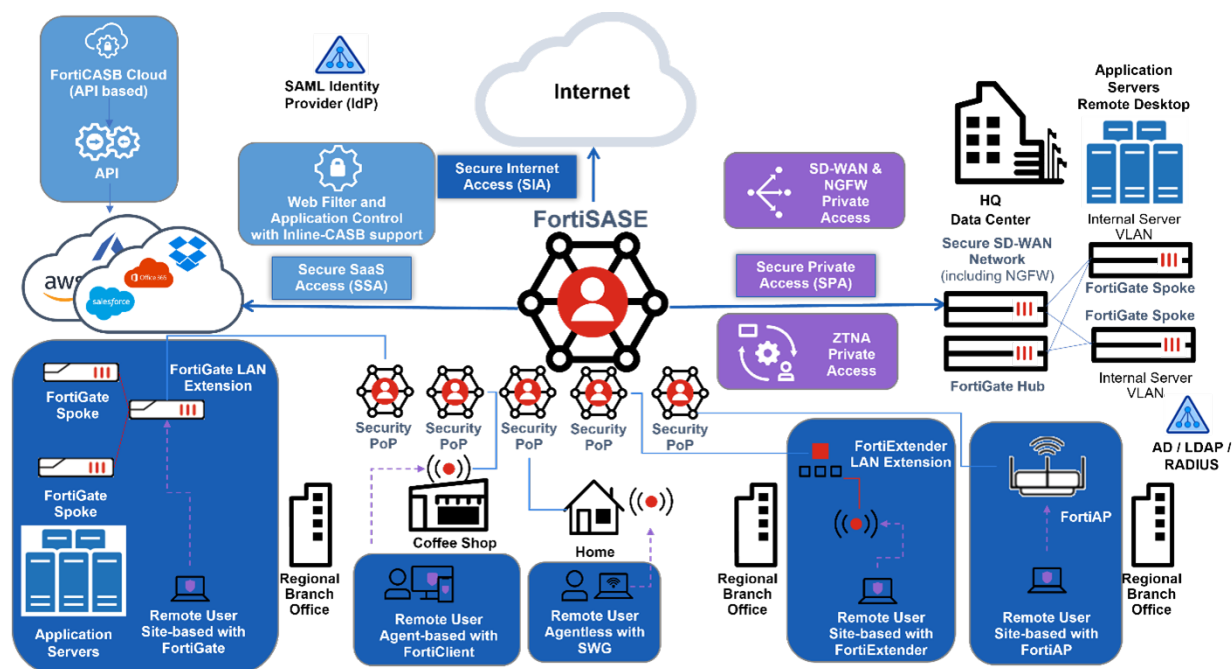 FortiCASB Cloud
(API based)
API
SAML Identity
Provider (IdP)
Internet
Application
Servers
Remote Desktop
Secure Internet
Access (SIA)
Web Filter and
Application Control
with Inline-CASB support
SD-WAN &
NGFW
Private
Access
HQ
Data Center
Internal Server
VLAN
FortiSASE
aws
Office 365
salesforce
Secure SaaS
Access (SSA)
Secure Private
Access (SPA)
Secure SD-WAN
Network
(including NGFW)
FortiGate Spoke
FortiGate Spoke
ZTNA
Private
Access
FortiGate Hub
Internal Server
VLAN
FortiGate LAN
Extension
FortiGate
Spoke
FortiGate
Spoke
Security
PoP
Security
PoP
Security
PoP
Security
PoP
Security
PoP
FortiExtender
LAN Extension
AD / LDAP /
RADIUS
FortiAP
Coffee Shop
Home
Regional
Branch
Office
Regional
Branch
Office
Regional
Branch
Office
Application
Servers
Remote User
Site-based with
FortiGate
Remote User
Agent-based with
FortiClient
Remote User
Agentless with
SWG
Remote User
Site-based with
FortiExtender
Remote User
Site-based with
FortiAP